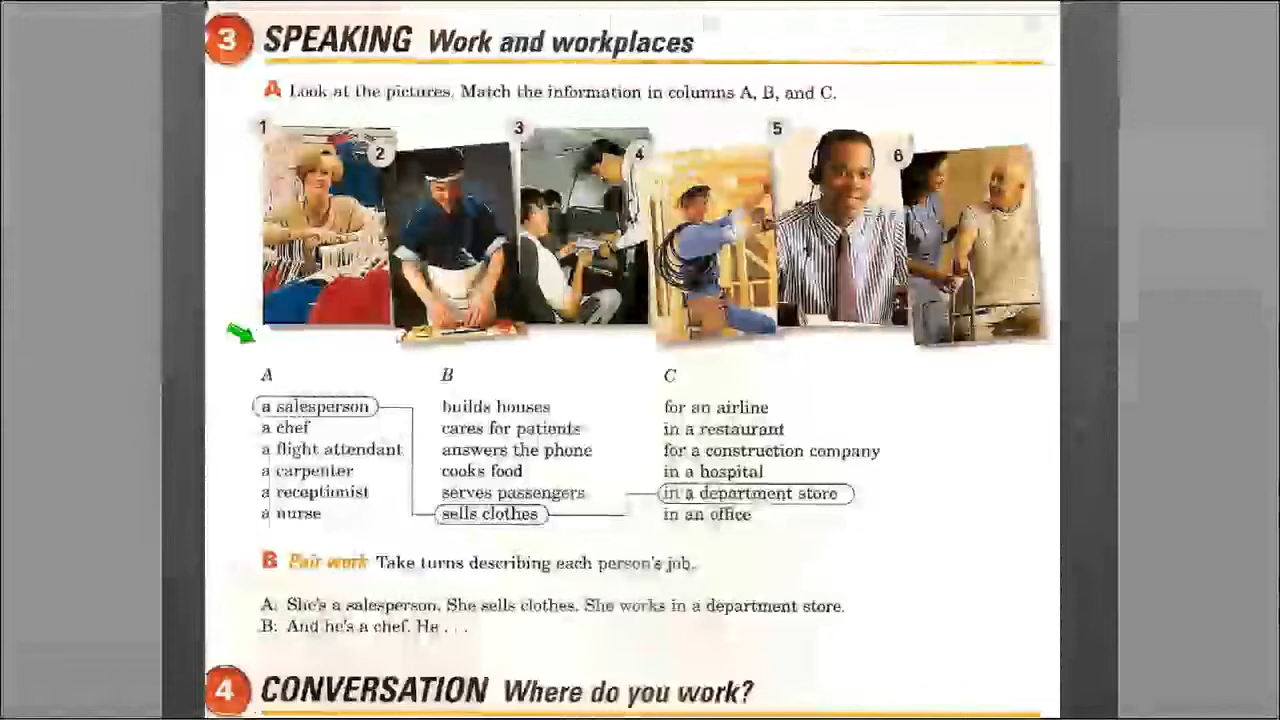 3 SPEAKING Work and workplaces
A Look at the pictures. Match the information in columns A, B, and C.
1 2 3 4 5 6
A B C
a salesperson builds houses for an airline
a chef cares for patients in a restaurant
a flight attendant answers the phone for a construction company
a carpenter cooks food in a hospital
a receptionist serves passengers in a department store
a nurse sells clothes in an office
B Pair work Take turns describing each person's job.
A: She's a salesperson. She sells clothes. She works in a department store.
B: And he's a chef. He . . .
4 CONVERSATION Where do you work?